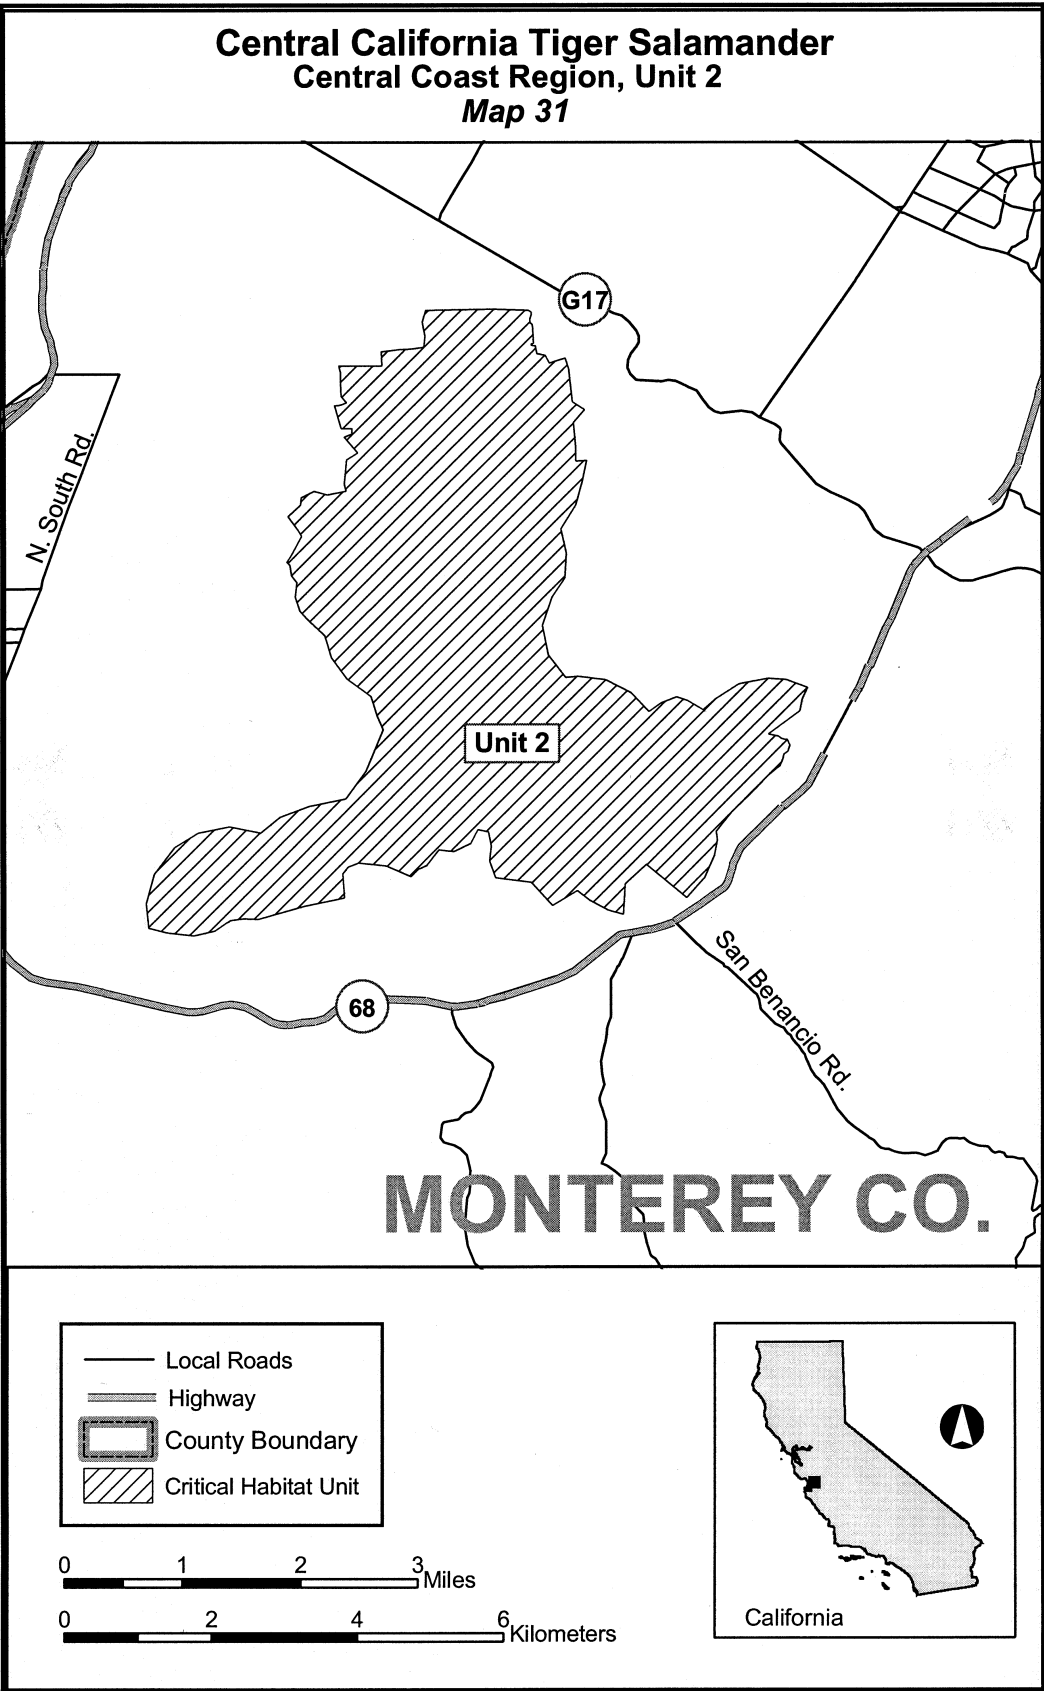 Central California Tiger Salamander
Central Coast Region, Unit 2
Map 31
G17
N. South Rd.
Unit 2
San Benancio Rd.
68
MONTEREY CO.
Local Roads
Highway
County Boundary
Critical Habitat Unit
0 1 2 3 Miles
0 2 4 6 Kilometers
California